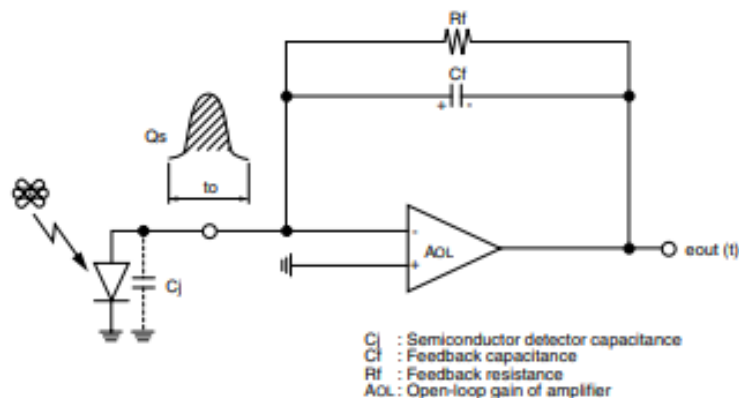 Rf
Cf
+ -
Qs
to
-
AOL
+
eout (t)
Cj
Cj : Semiconductor detector capacitance
Cf : Feedback capacitance
Rf : Feedback resistance
AOL : Open-loop gain of amplifier